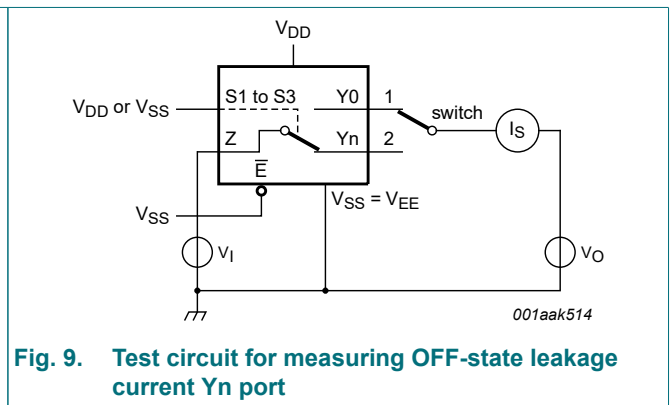 VDD
VDD or VSS
S1 to S3
Y0
1
switch
IS
Z
Yn
2
E
VSS
VSS = VEE
VI
VO
001aak514
Fig. 9. Test circuit for measuring OFF-state leakage
current Yn port